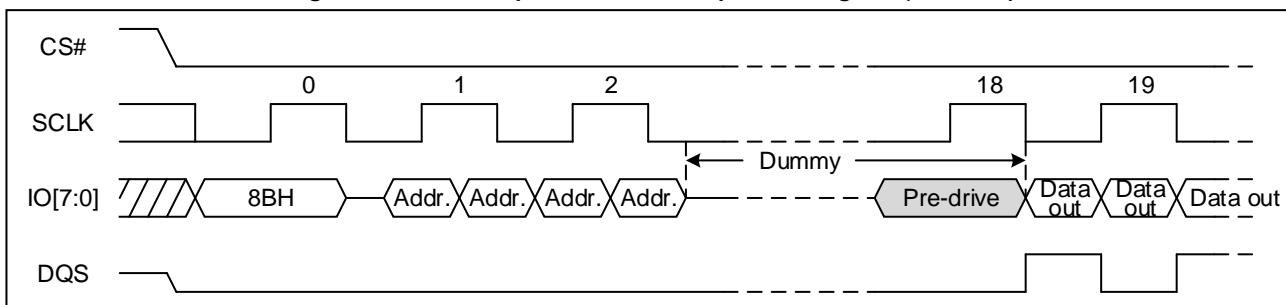 CS#
0 1 2 18 19
SCLK
Dummy
IO[7:0] 8BH Addr. Addr. Addr. Addr. Pre-drive Data out Data out Data out
DQS